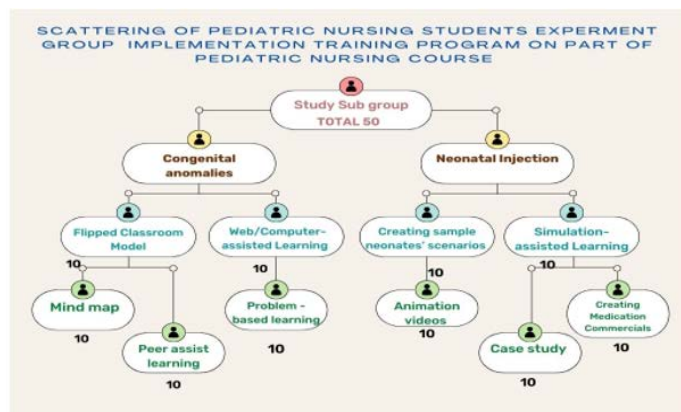 SCATTERING OF PEDIATRIC NURSING STUDENTS EXPERMENT
GROUP IMPLEMENTATION TRAINING PROGRAM ON PART OF
PEDIATRIC NURSING COURSE
Study Sub group
TOTAL 50
Congenital
anomalies
Neonatal Injection
Flipped Classroom
Model
10
Web/Computer-
assisted Learning
10
Creating sample
neonates' scenarios
10
Simulation-
assisted Learning
10
Mind map
10
Peer assist
learning
10
Problem -
based learning
10
Animation
videos
10
Case study
10
Creating
Medication
Commercials
10